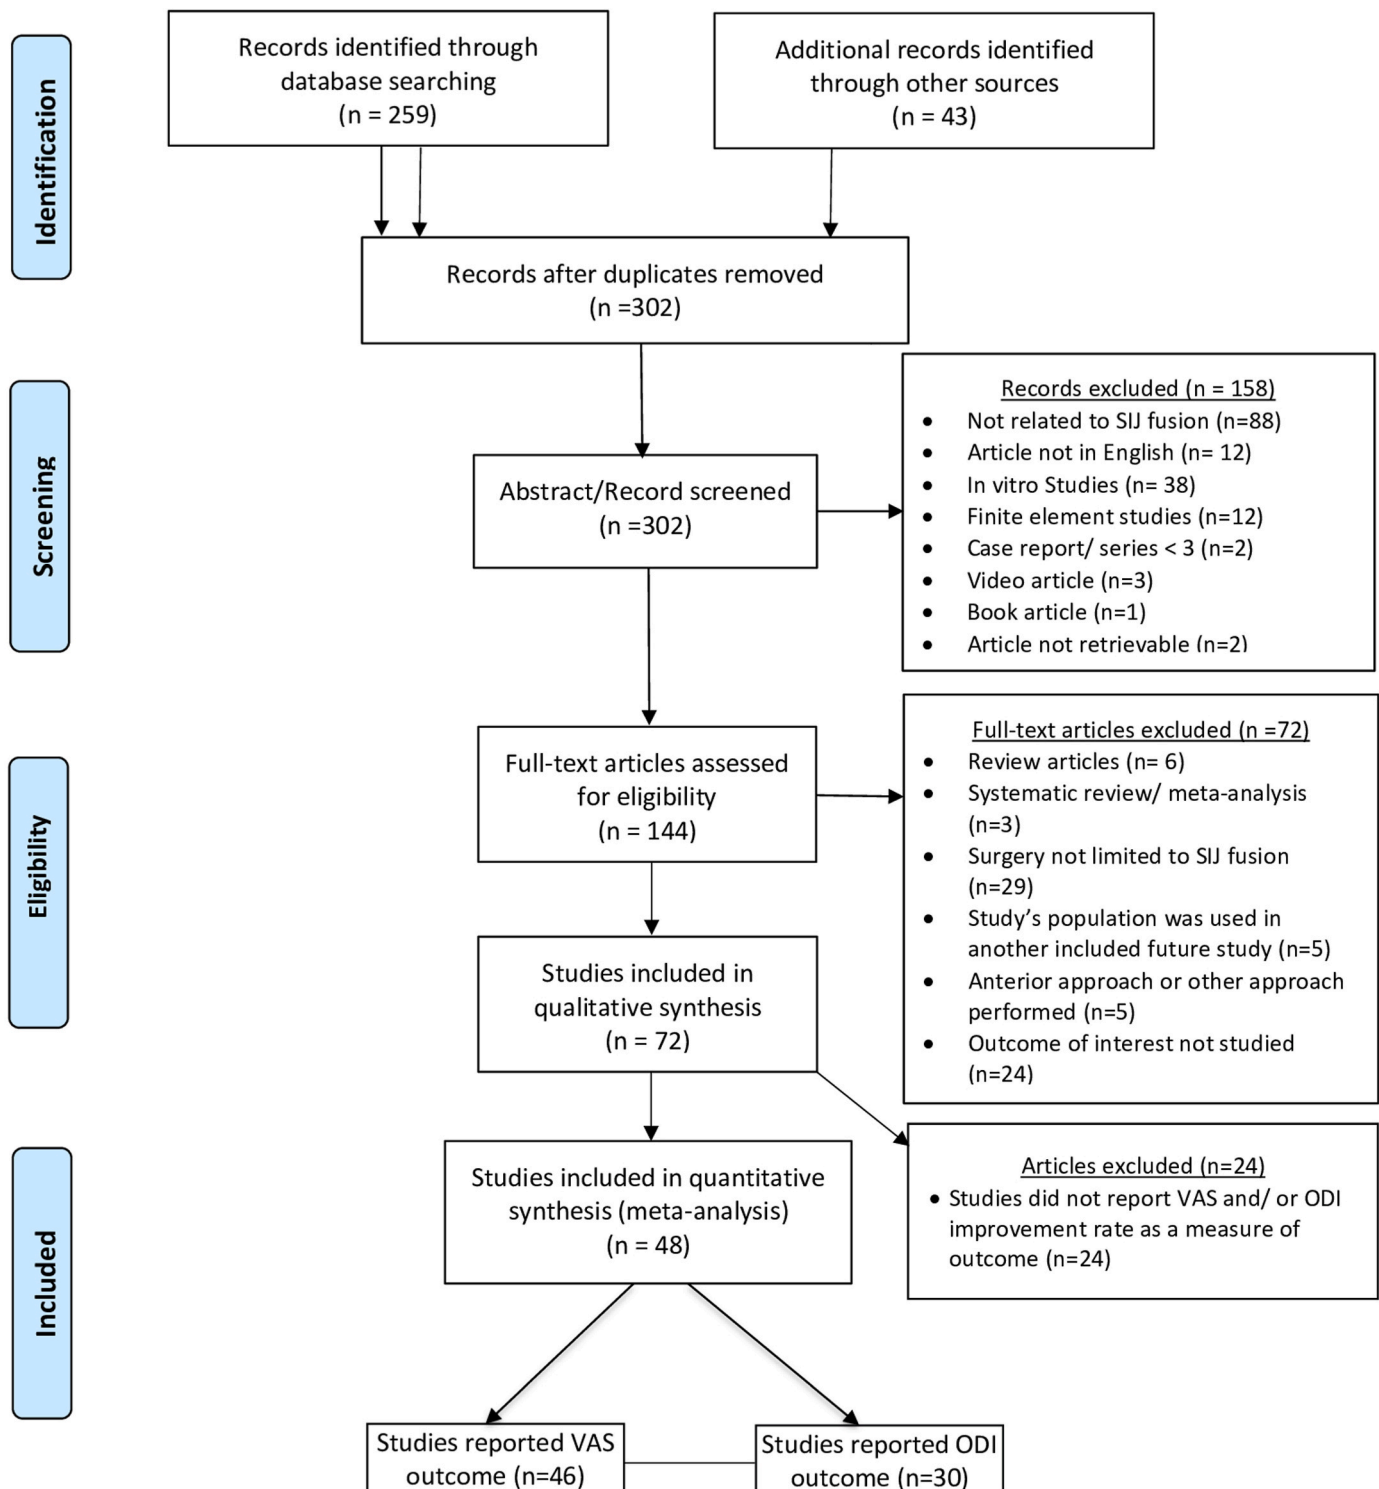 Identification
Records identified through
database searching
(n = 259)
Additional records identified
through other sources
(n = 43)
Records after duplicates removed
(n =302)
Screening
Abstract/Record screened
(n =302)
Records excluded (n = 158)
• Not related to SIJ fusion (n=88)
• Article not in English (n= 12)
• In vitro Studies (n= 38)
• Finite element studies (n=12)
• Case report/ series < 3 (n=2)
• Video article (n=3)
• Book article (n=1)
• Article not retrievable (n=2)
Eligibility
Full-text articles assessed
for eligibility
(n = 144)
Full-text articles excluded (n =72)
• Review articles (n= 6)
• Systematic review/ meta-analysis
(n=3)
• Surgery not limited to SIJ fusion
(n=29)
• Study’s population was used in
another included future study (n=5)
• Anterior approach or other approach
performed (n=5)
• Outcome of interest not studied
(n=24)
Studies included in
qualitative synthesis
(n = 72)
Included
Studies included in quantitative
synthesis (meta-analysis)
(n = 48)
Articles excluded (n=24)
• Studies did not report VAS and/ or ODI
improvement rate as a measure of
outcome (n=24)
Studies reported VAS
outcome (n=46)
Studies reported ODI
outcome (n=30)